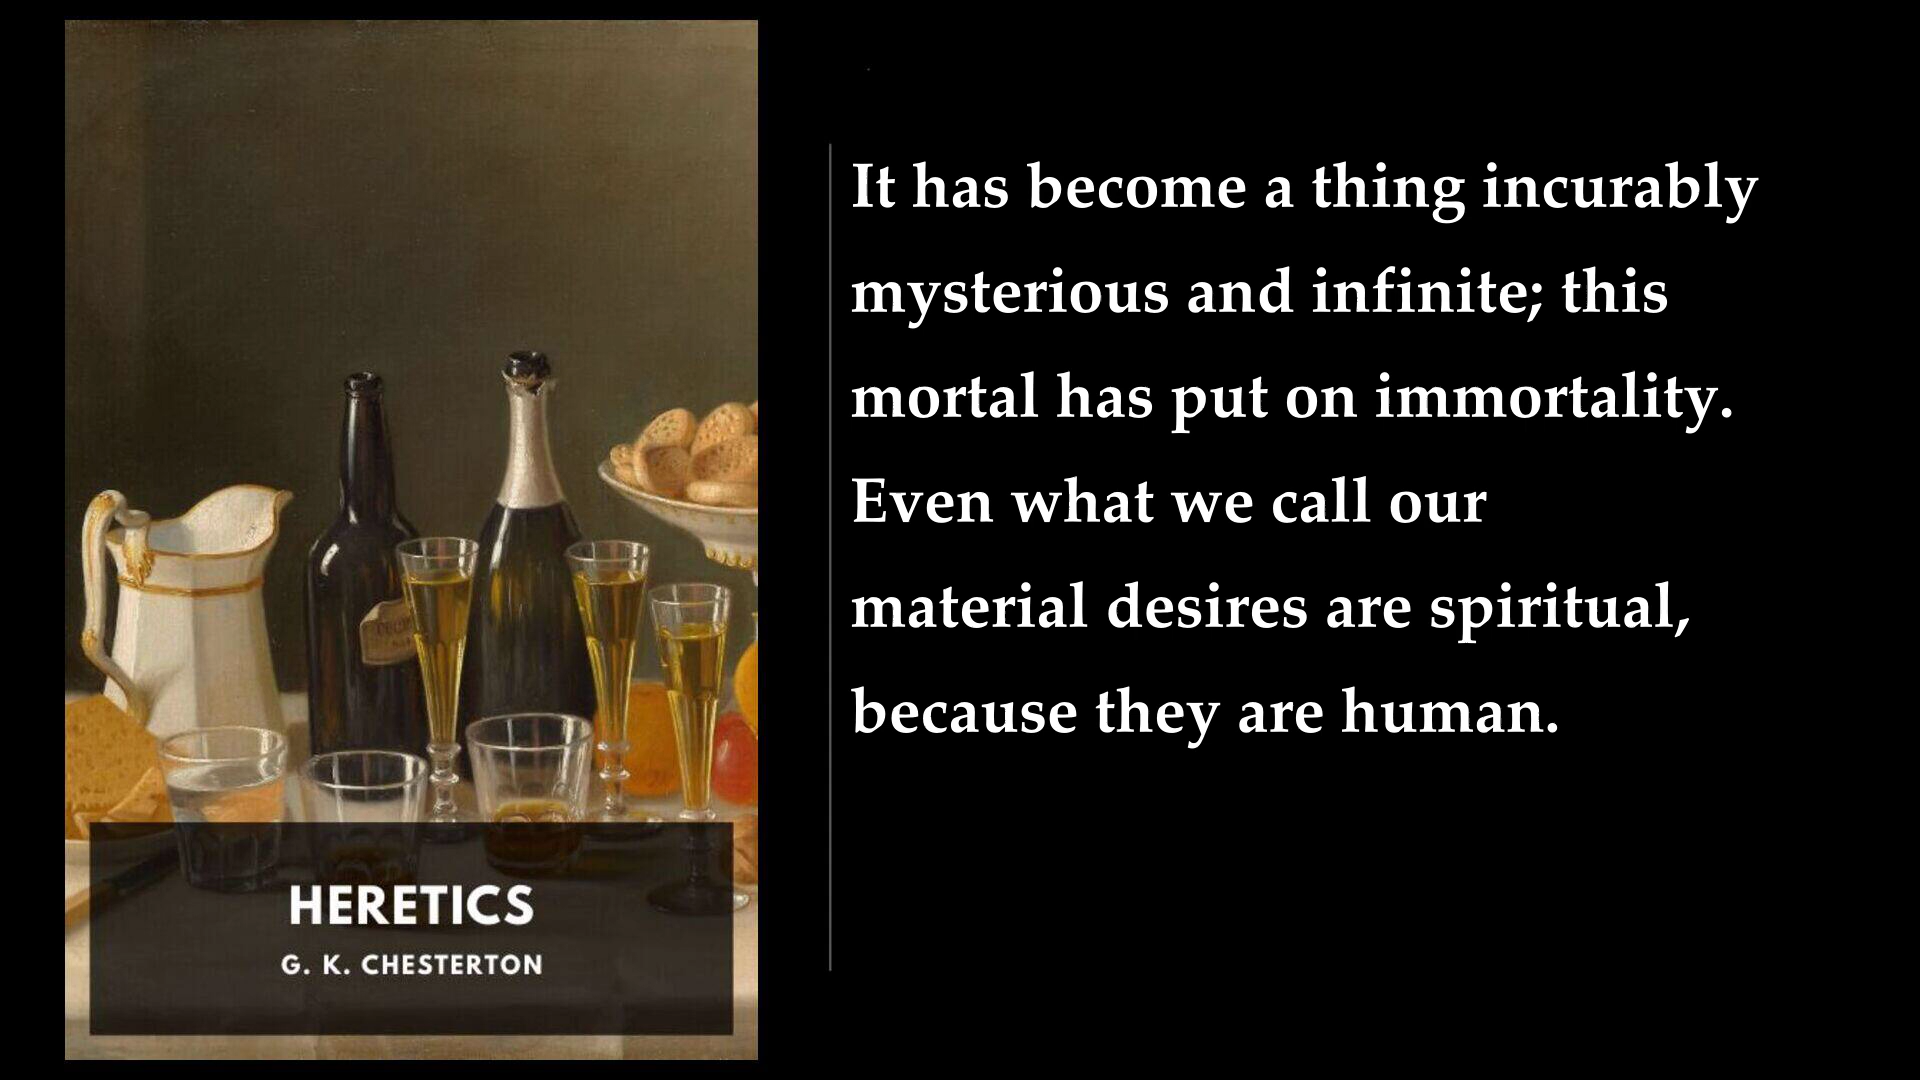 It has become a thing incurably
mysterious and infinite; this
mortal has put on immortality.
Even what we call our
material desires are spiritual,
because they are human.
HERETICS
G. K. CHESTERTON